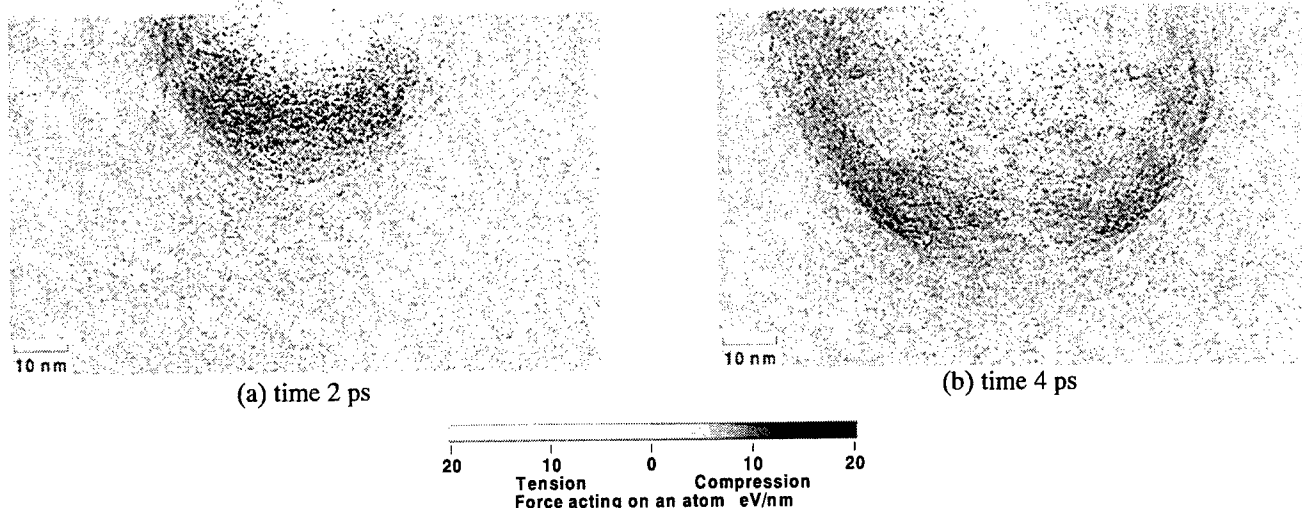 10 nm
(a) time 2 ps
10 nm
(b) time 4 ps
20 10 0 10 20
Tension Compression
Force acting on an atom eV/nm